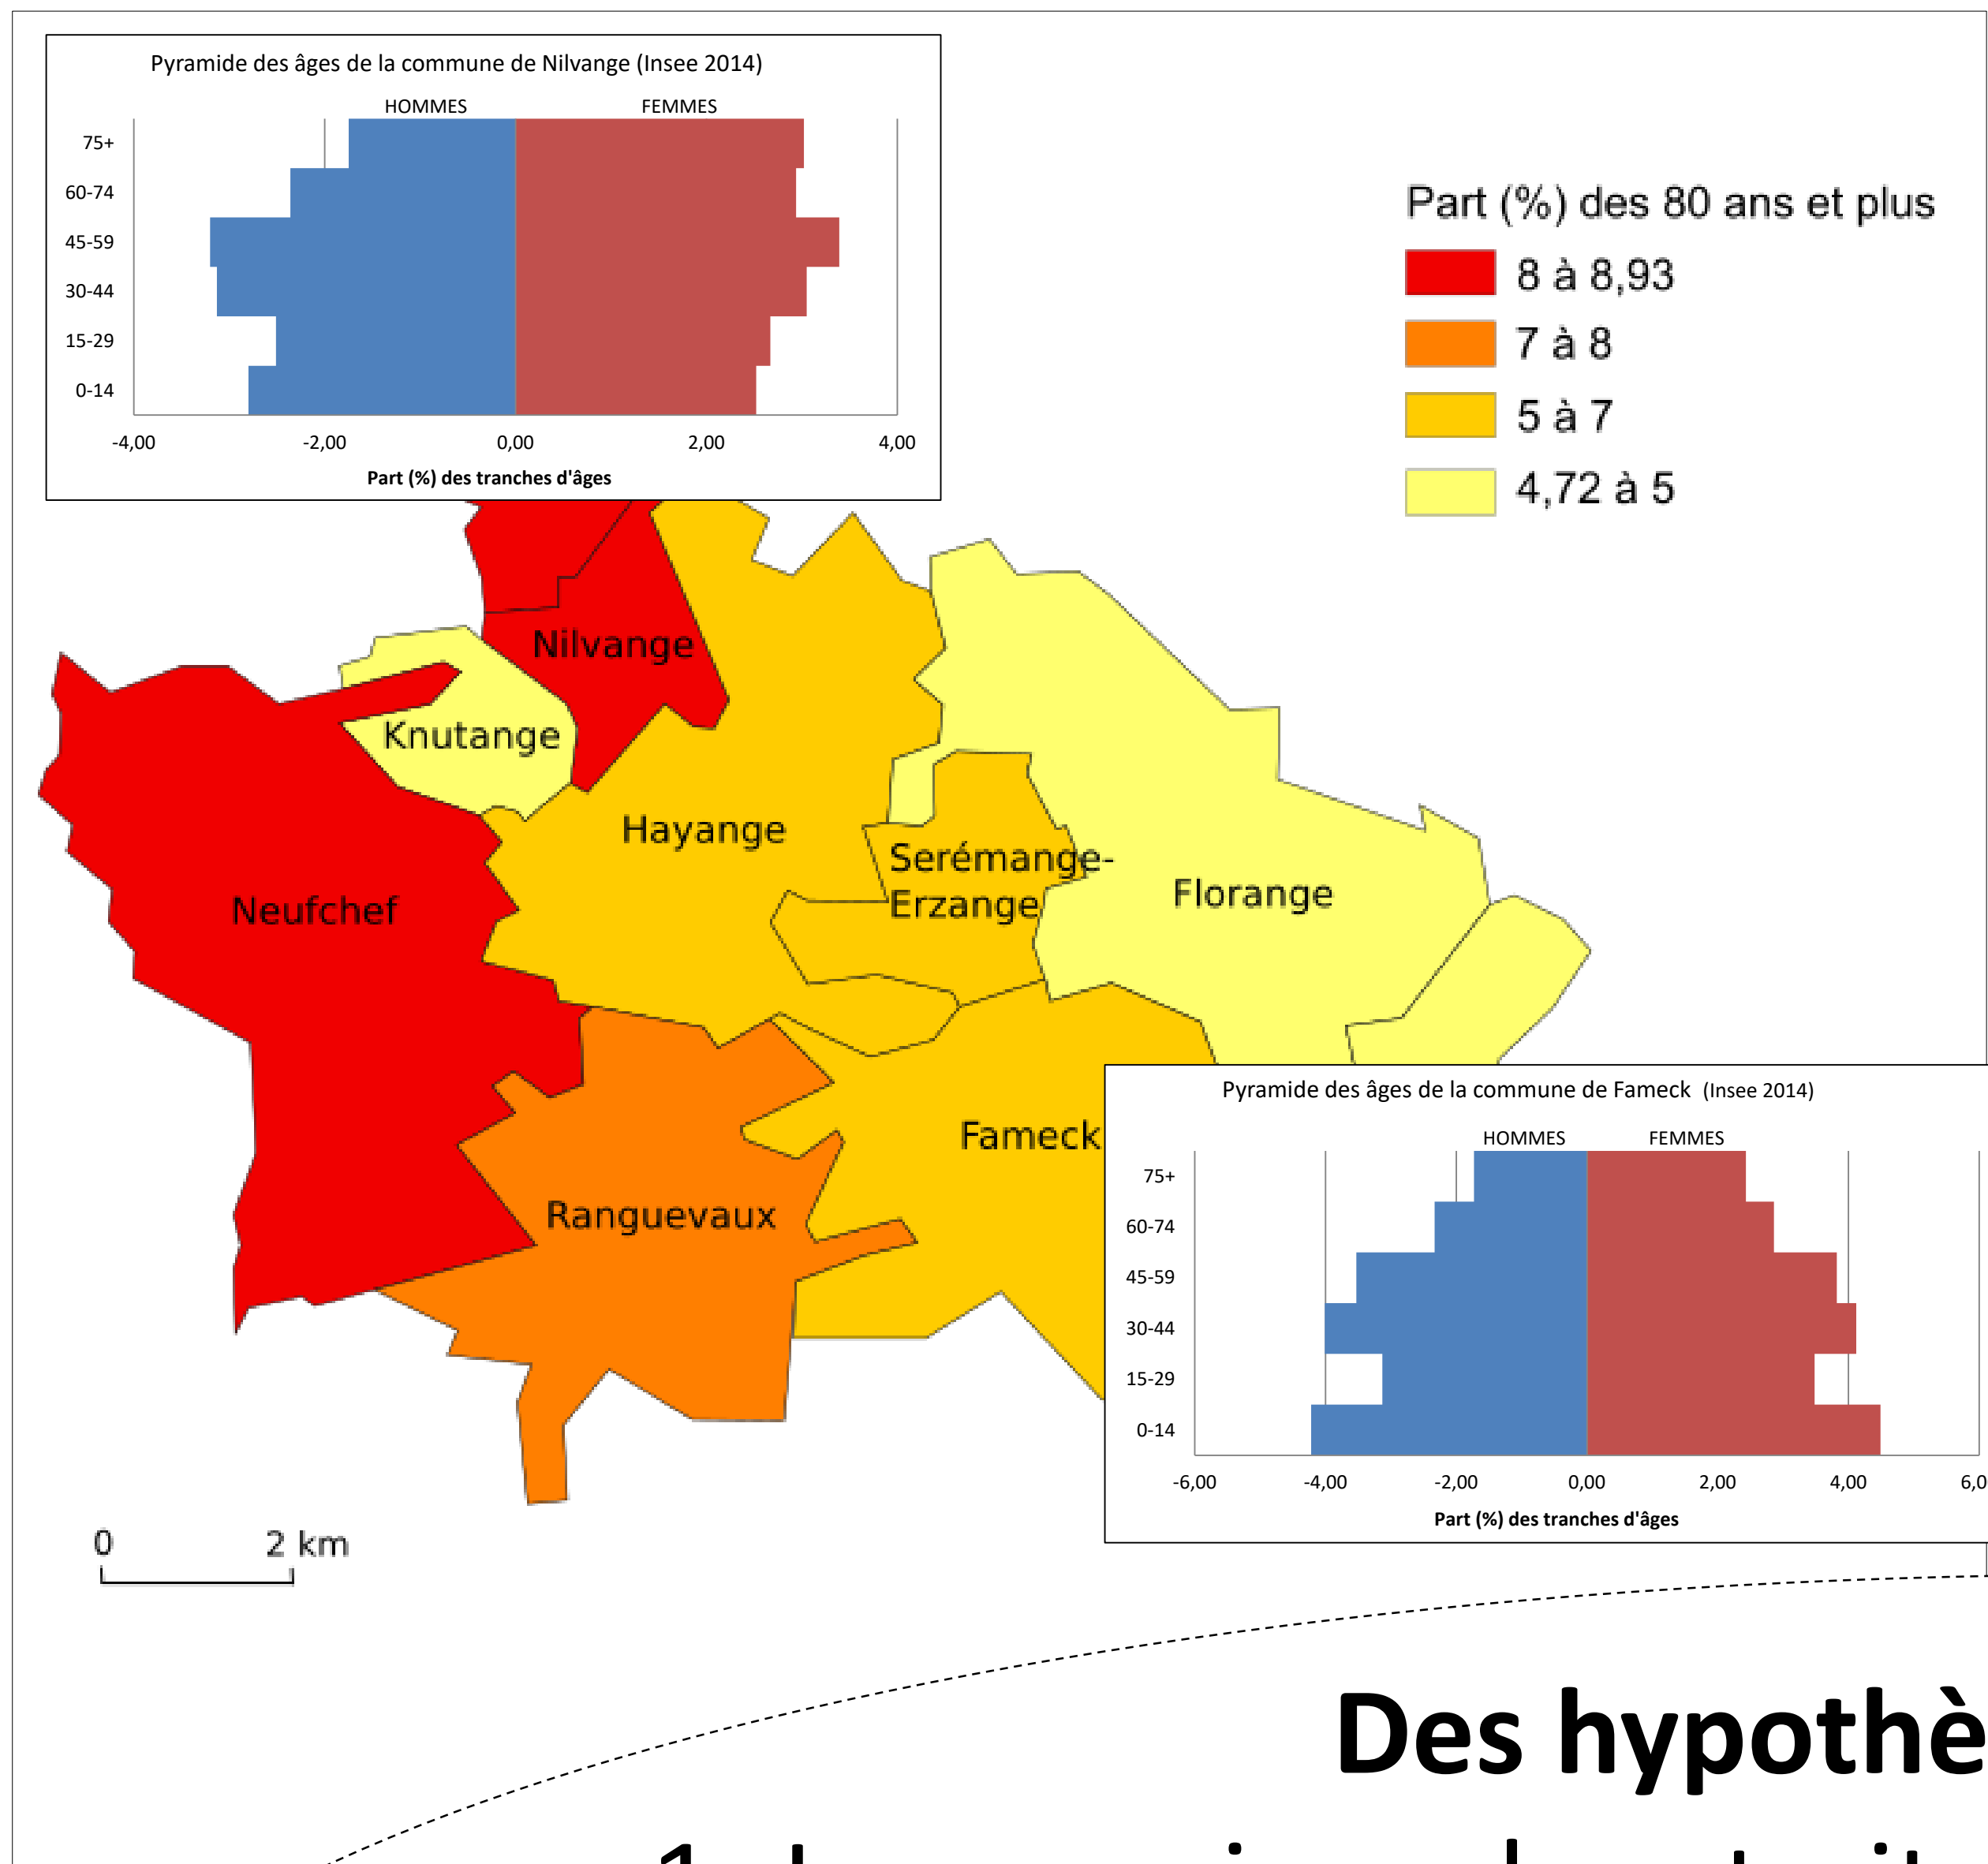 Pyramide des âges de la commune de Nilvange (Insee 2014)
HOMMES FEMMES
75+
60-74
45-59
30-44
15-29
0-14
-4,00 -2,00 0,00 2,00 4,00
Part (%) des tranches d'âges
Part (%) des 80 ans et plus
8 à 8,93
7 à 8
5 à 7
4,72 à 5
Nilvange
Knutange
Hayange
Serémange-
Erzange
Florange
Neufchef
Fameck
Ranguevaux
Pyramide des âges de la commune de Fameck (Insee 2014)
HOMMES FEMMES
75+
60-74
45-59
30-44
15-29
0-14
-6,00 -4,00 -2,00 0,00 2,00 4,00 6,0
Part (%) des tranches d'âges
0 2 km
Des hypothè